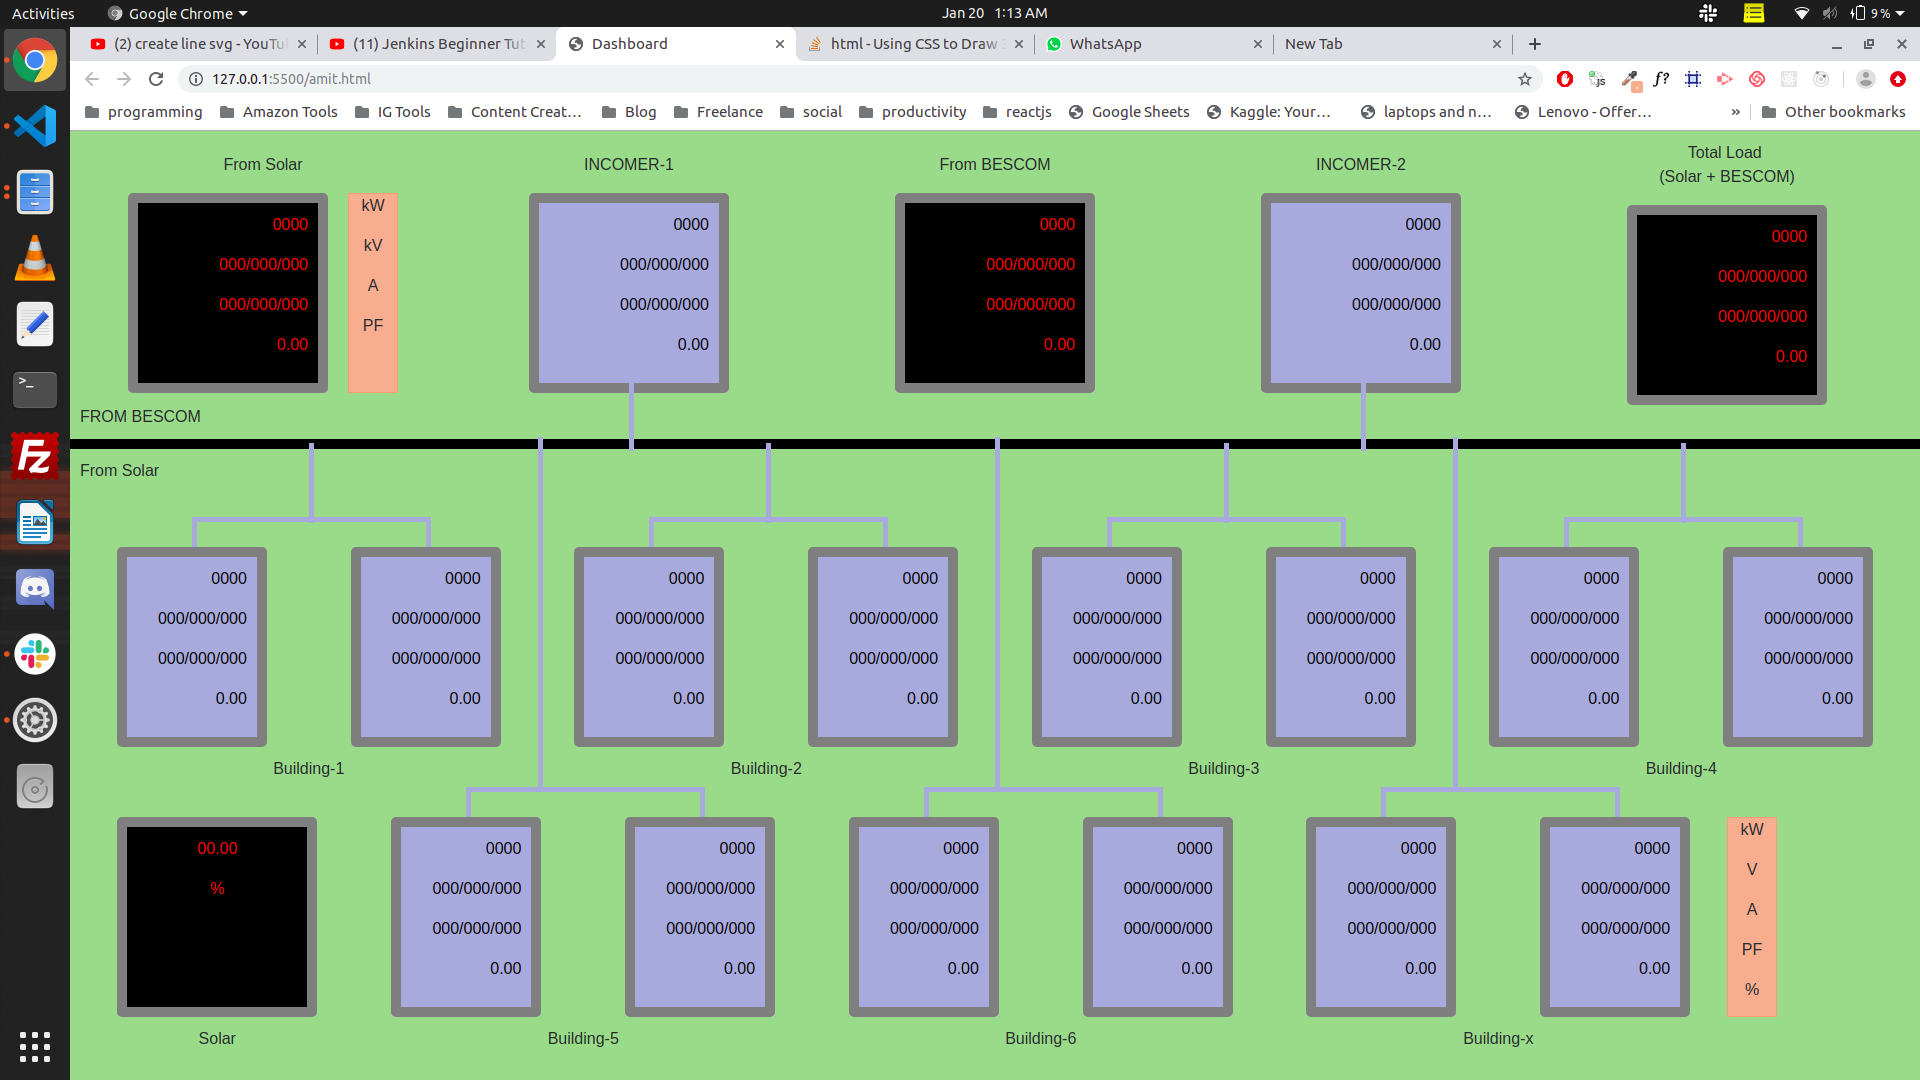 Activities
Google Chrome
Jan 20 1:13 AM
9 %
(2) create line svg - YouTu
(11) Jenkins Beginner Tut
Dashboard
html - Using CSS to Draw
WhatsApp
New Tab
127.0.0.1:5500/amit.html
programming
Amazon Tools
IG Tools
Content Creat...
Blog
Freelance
social
productivity
reactjs
Google Sheets
Kaggle: Your...
laptops and n...
Lenovo - Offer...
»
Other bookmarks
From Solar
INCOMER-1
From BESCOM
INCOMER-2
Total Load
(Solar + BESCOM)
0000
000/000/000
000/000/000
0.00
kW
kV
A
PF
0000
000/000/000
000/000/000
0.00
0000
000/000/000
000/000/000
0.00
0000
000/000/000
000/000/000
0.00
0000
000/000/000
000/000/000
0.00
FROM BESCOM
From Solar
0000
000/000/000
000/000/000
0.00
0000
000/000/000
000/000/000
0.00
Building-1
0000
000/000/000
000/000/000
0.00
0000
000/000/000
000/000/000
0.00
Building-2
0000
000/000/000
000/000/000
0.00
0000
000/000/000
000/000/000
0.00
Building-3
0000
000/000/000
000/000/000
0.00
0000
000/000/000
000/000/000
0.00
Building-4
00.00
%
Solar
0000
000/000/000
000/000/000
0.00
0000
000/000/000
000/000/000
0.00
Building-5
0000
000/000/000
000/000/000
0.00
0000
000/000/000
000/000/000
0.00
Building-6
0000
000/000/000
000/000/000
0.00
0000
000/000/000
000/000/000
0.00
Building-x
kW
V
A
PF
%